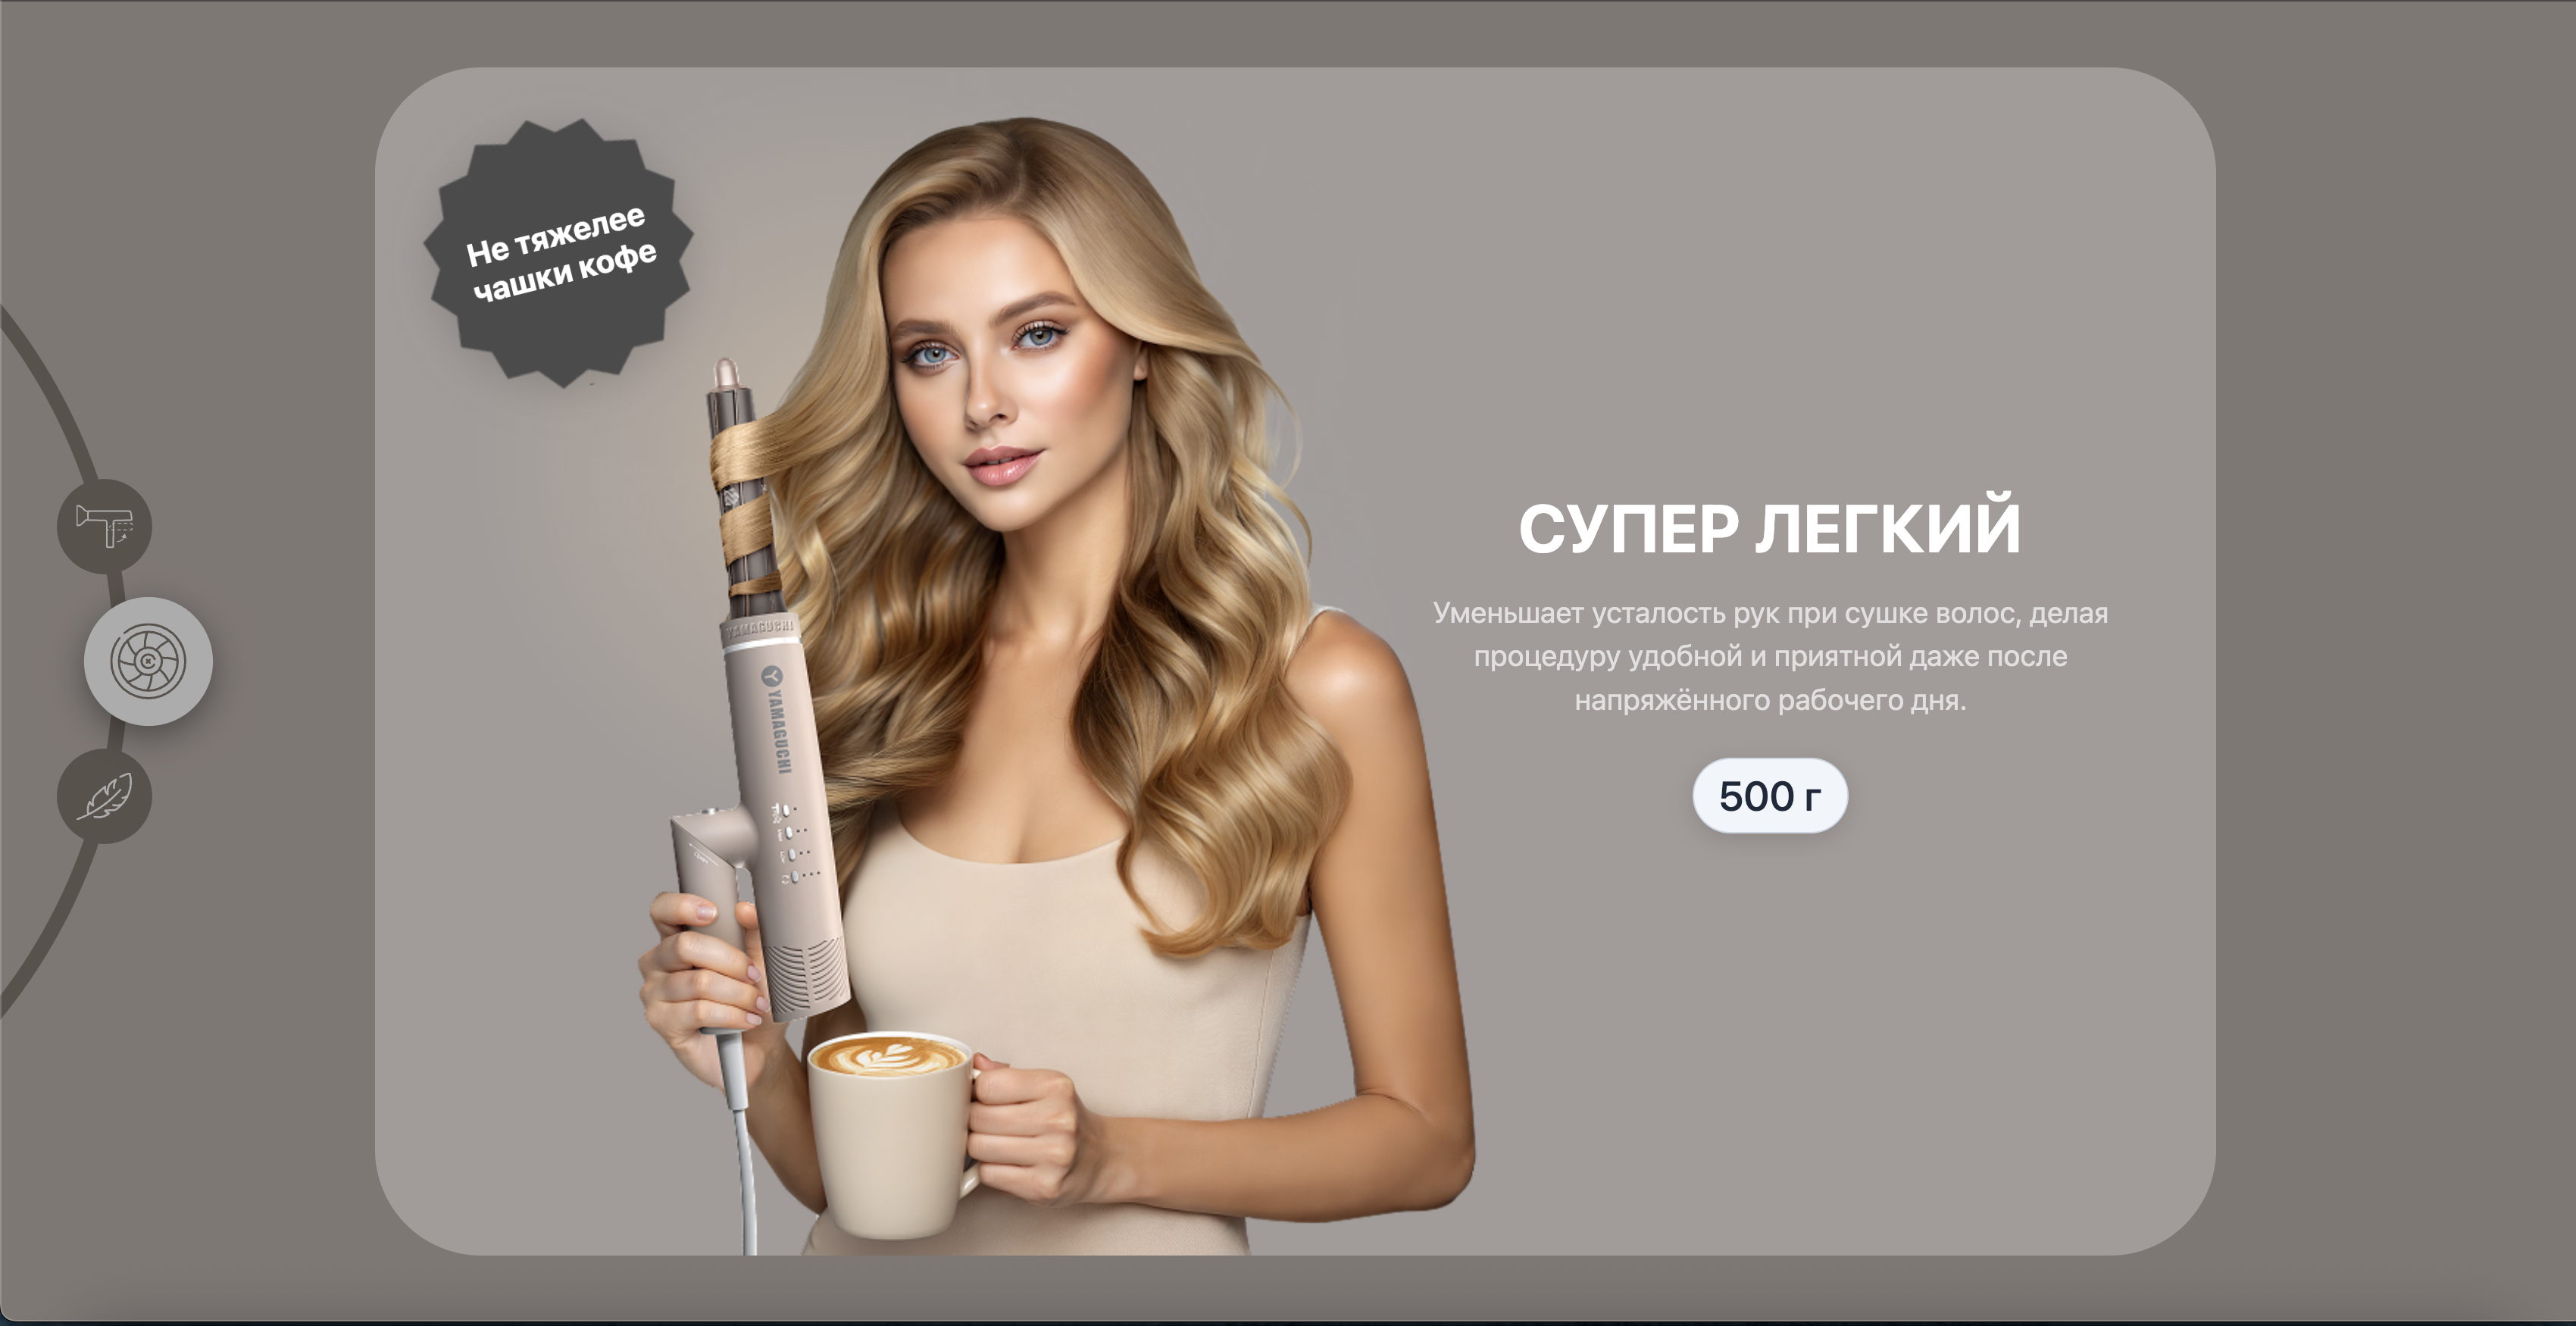 Не тяжелее
чашки кофе
YAMAGUCHI
YAMAGUCHI
СУПЕР ЛЕГКИЙ
Уменьшает усталость рук при сушке волос, делая
процедуру удобной и приятной даже после
напряжённого рабочего дня.
500 г